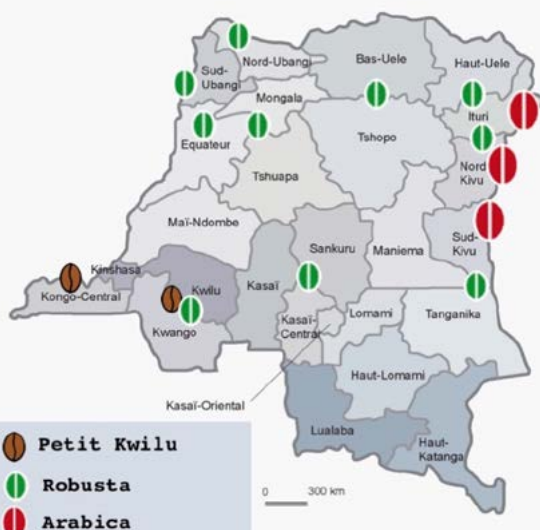 Nord-Ubangi
Bas-Uele
Haut-Uele
Sud-
Ubangi
Mongala
Ituri
Equateur
Tshopo
Nord
Kivu
Tshuapa
Maï-Ndombe
Sankuru
Maniema
Sud-
Kivu
Kinshasa
Kongo-Central
Kwilu
Kasaï
Kwango
Kasaï-
Central
Lomami
Tanganika
Haut-Lomami
Kasaï-Oriental
Lualaba
Haut-
Katanga
Petit Kwilu
Robusta
Arabica
0 300 km